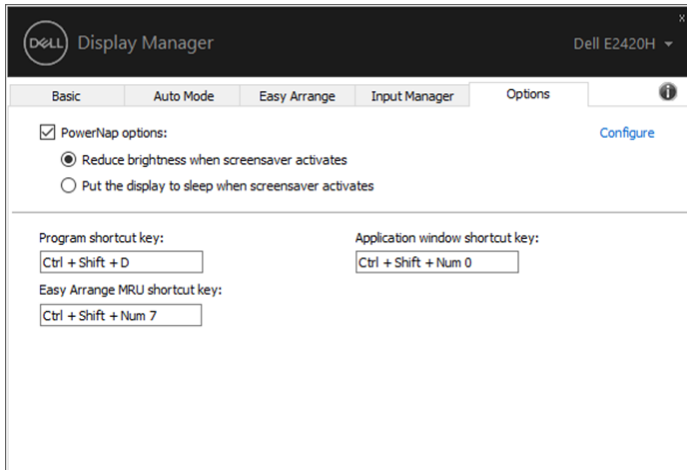 x
DELL Display Manager
Dell E2420H
Basic Auto Mode Easy Arrange Input Manager Options i
PowerNap options: Configure
Reduce brightness when screensaver activates
Put the display to sleep when screensaver activates
Program shortcut key: Application window shortcut key:
Ctrl + Shift + D Ctrl + Shift + Num 0
Easy Arrange MRU shortcut key:
Ctrl + Shift + Num 7